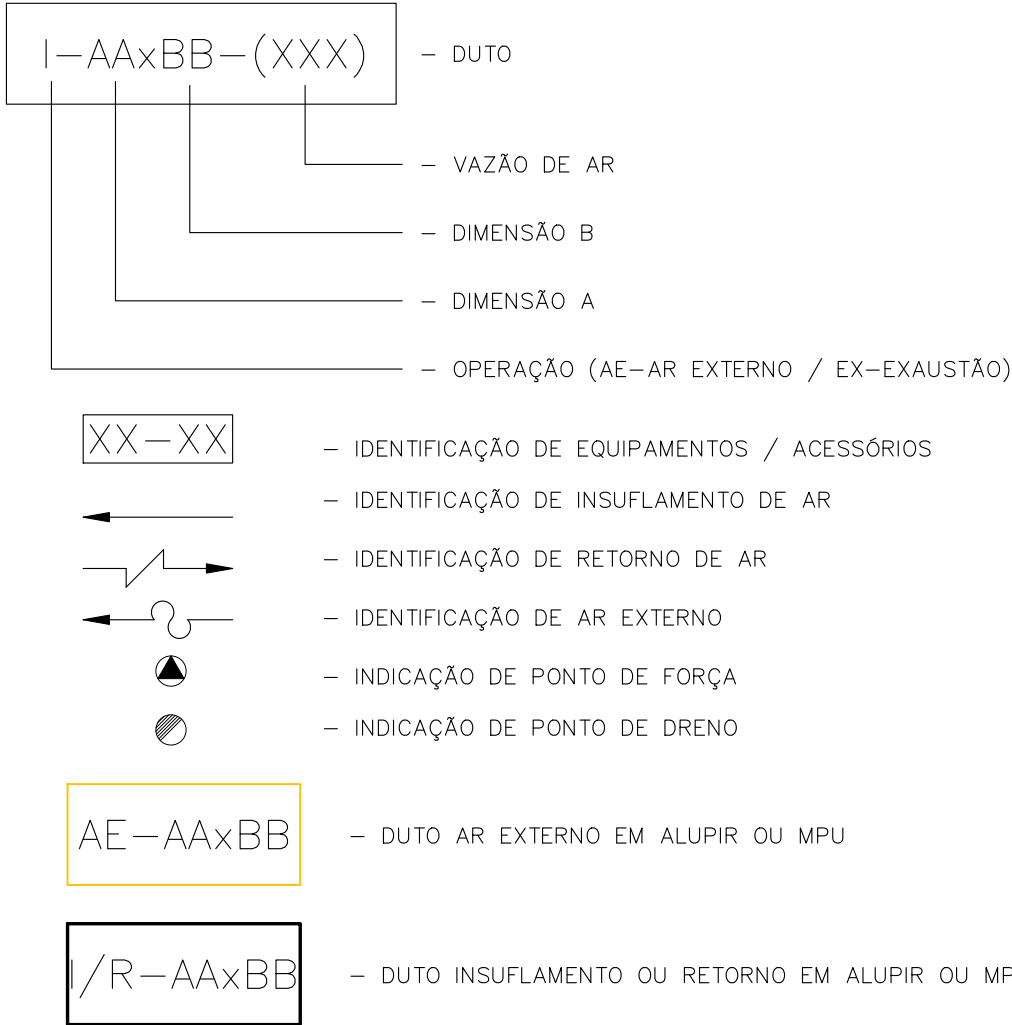 I-AAxBB-(XXX) - DUTO
- VAZÃO DE AR
- DIMENSÃO B
- DIMENSÃO A
- OPERAÇÃO (AE-AR EXTERNO / EX-EXAUSTÃO)
XX-XX - IDENTIFICAÇÃO DE EQUIPAMENTOS / ACESSÓRIOS
- IDENTIFICAÇÃO DE INSUFLAMENTO DE AR
- IDENTIFICAÇÃO DE RETORNO DE AR
- IDENTIFICAÇÃO DE AR EXTERNO
- INDICAÇÃO DE PONTO DE FORÇA
- INDICAÇÃO DE PONTO DE DRENO
AE-AAxBB - DUTO AR EXTERNO EM ALUPIR OU MPU
I/R-AAxBB - DUTO INSUFLAMENTO OU RETORNO EM ALUPIR OU